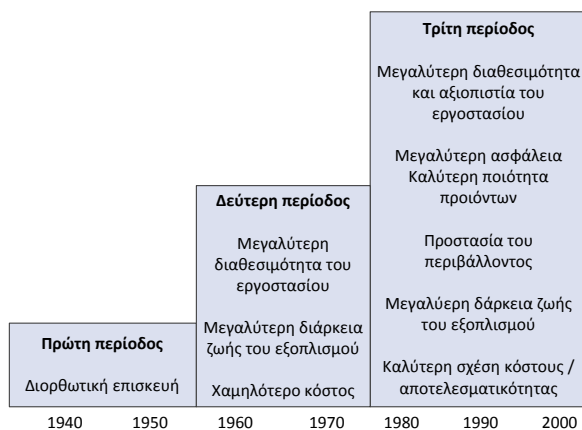 Τρίτη περίοδος
Μεγαλύτερη διαθεσιμότητα
και αξιοπιστία του
εργοστασίου
Μεγαλύτερη ασφάλεια
Καλύτερη ποιότητα
προιόντων
Προστασία του
περιβάλλοντος
Μεγαλύερη δάρκεια ζωής
του εξοπλισμού
Καλύτερη σχέση κόστους /
αποτελεσματικότητας
Δεύτερη περίοδος
Μεγαλύτερη
διαθεσιμότητα του
εργοστασίου
Μεγαλύτερη διάρκεια
ζωής του εξοπλισμού
Χαμηλότερο κόστος
Πρώτη περίοδος
Διορθωτική επισκευή
1940 1950 1960 1970 1980 1990 2000